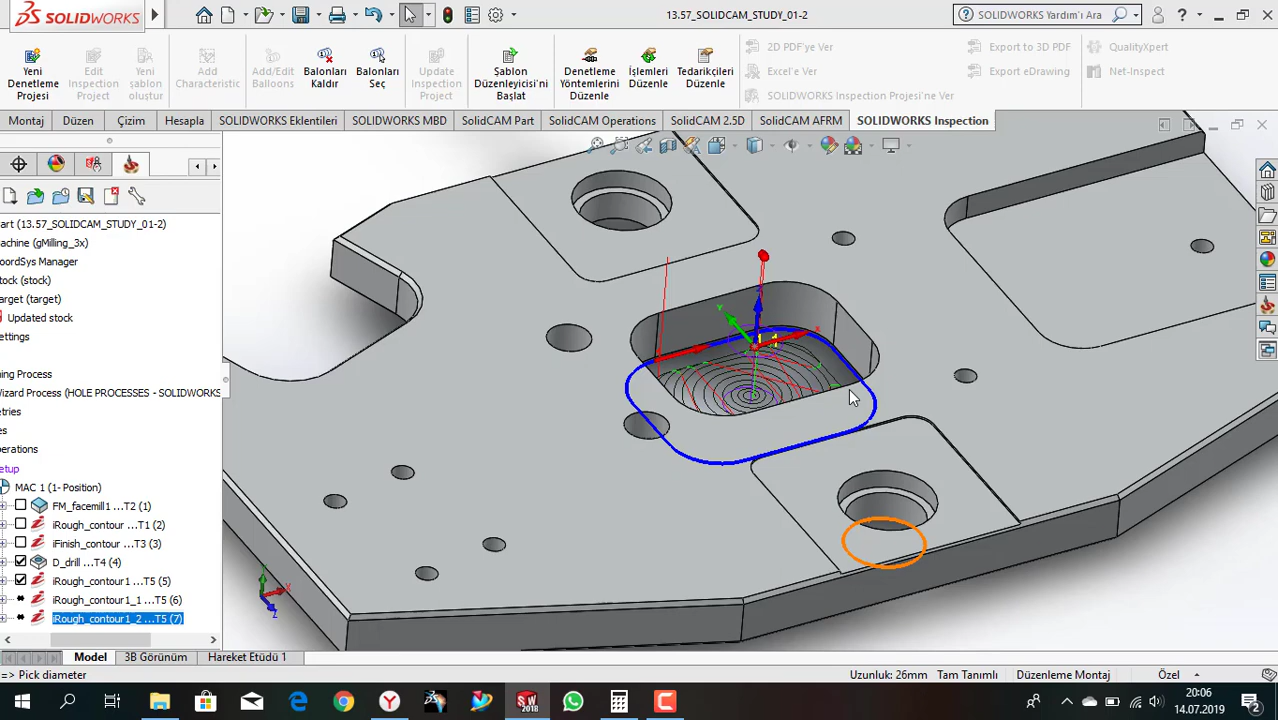 SOLIDWORKS
13.57_SOLIDCAM_STUDY_01-2
SOLIDWORKS Yardım'ı Ara
Yeni Denetleme Projesi
Edit Inspection Project
Yeni şablon oluştur
Add Characteristic
Add/Edit Balloons
Balonları Kaldır
Balonları Seç
Update Inspection Project
Şablon Düzenleyicisi'ni Başlat
Denetleme Yöntemlerini Düzenle
İşlemleri Düzenle
Tedarikçileri Düzenle
2D PDF'ye Ver
Excel'e Ver
SOLIDWORKS Inspection Projesi'ne Ver
Export to 3D PDF
Export eDrawing
QualityXpert
Net-Inspect
Montaj
Düzen
Çizim
Hesapla
SOLIDWORKS Eklentileri
SOLIDWORKS MBD
SolidCAM Part
SolidCAM Operations
SolidCAM 2.5D
SolidCAM AFRM
SOLIDWORKS Inspection
art (13.57_SOLIDCAM_STUDY_01-2)
achine (gMilling_3x)
oordSys Manager
tock (stock)
arget (target)
Updated stock
ettings
ning Process
Wizard Process (HOLE PROCESSES - WORK
etries
es
perations
etup
MAC 1 (1- Position)
FM_facemill1 ...T2 (1)
iRough_contour ...T1 (2)
iFinish_contour ...T3 (3)
D_drill ...T4 (4)
iRough_contour1 ...T5 (5)
iRough_contour1_1 ...T5 (6)
iRough_contour1_2 ...T5 (7)
Y
X
Z
Y
X
Model
3B Görünüm
Hareket Etüdü 1
=> Pick diameter
Uzunluk: 26mm
Tam Tanımlı
Düzenleme Montaj
Özel
20:06
14.07.2019